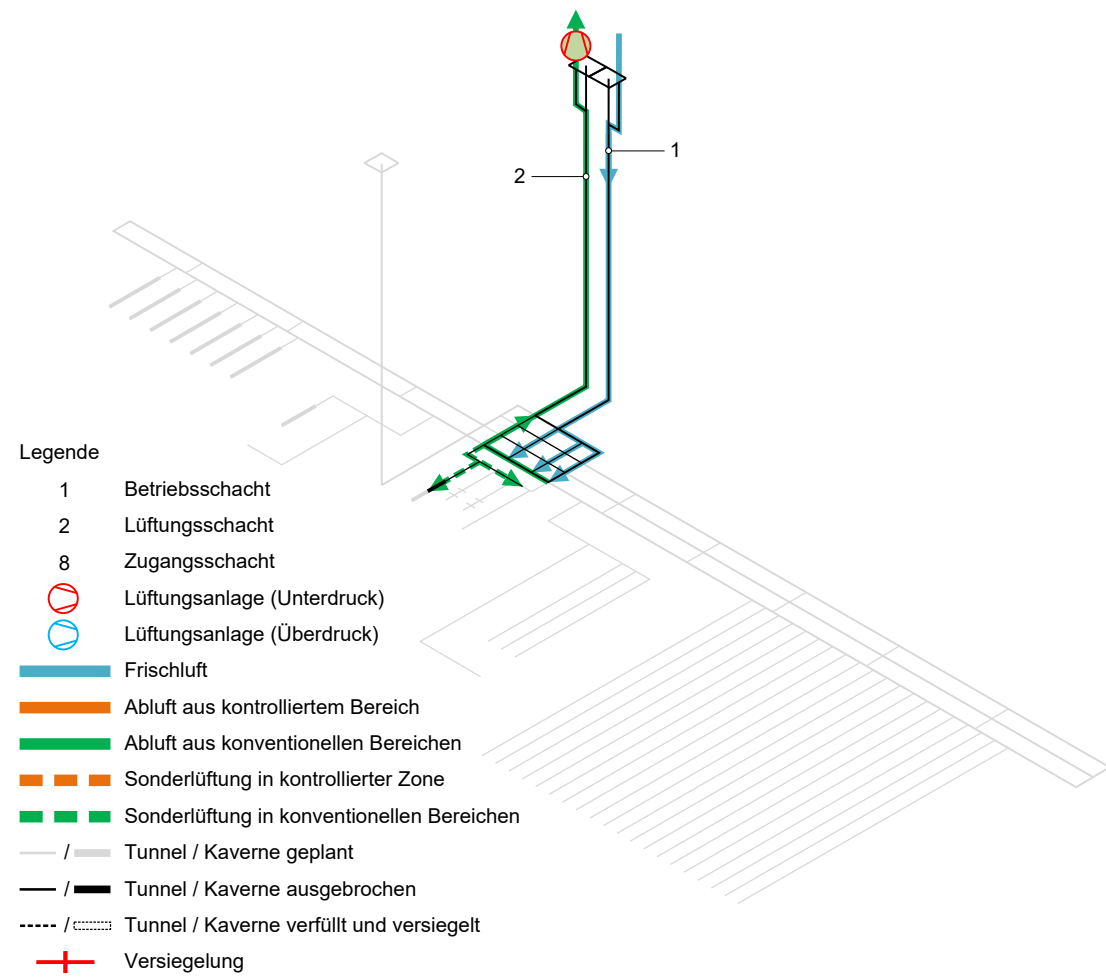 1
2
Legende
1 Betriebsschacht
2 Lüftungsschacht
8 Zugangsschacht
Lüftungsanlage (Unterdruck)
Lüftungsanlage (Überdruck)
Frischluft
Abluft aus kontrolliertem Bereich
Abluft aus konventionellen Bereichen
Sonderlüftung in kontrollierter Zone
Sonderlüftung in konventionellen Bereichen
/ Tunnel / Kaverne geplant
/ Tunnel / Kaverne ausgebrochen
/ Tunnel / Kaverne verfüllt und versiegelt
Versiegelung